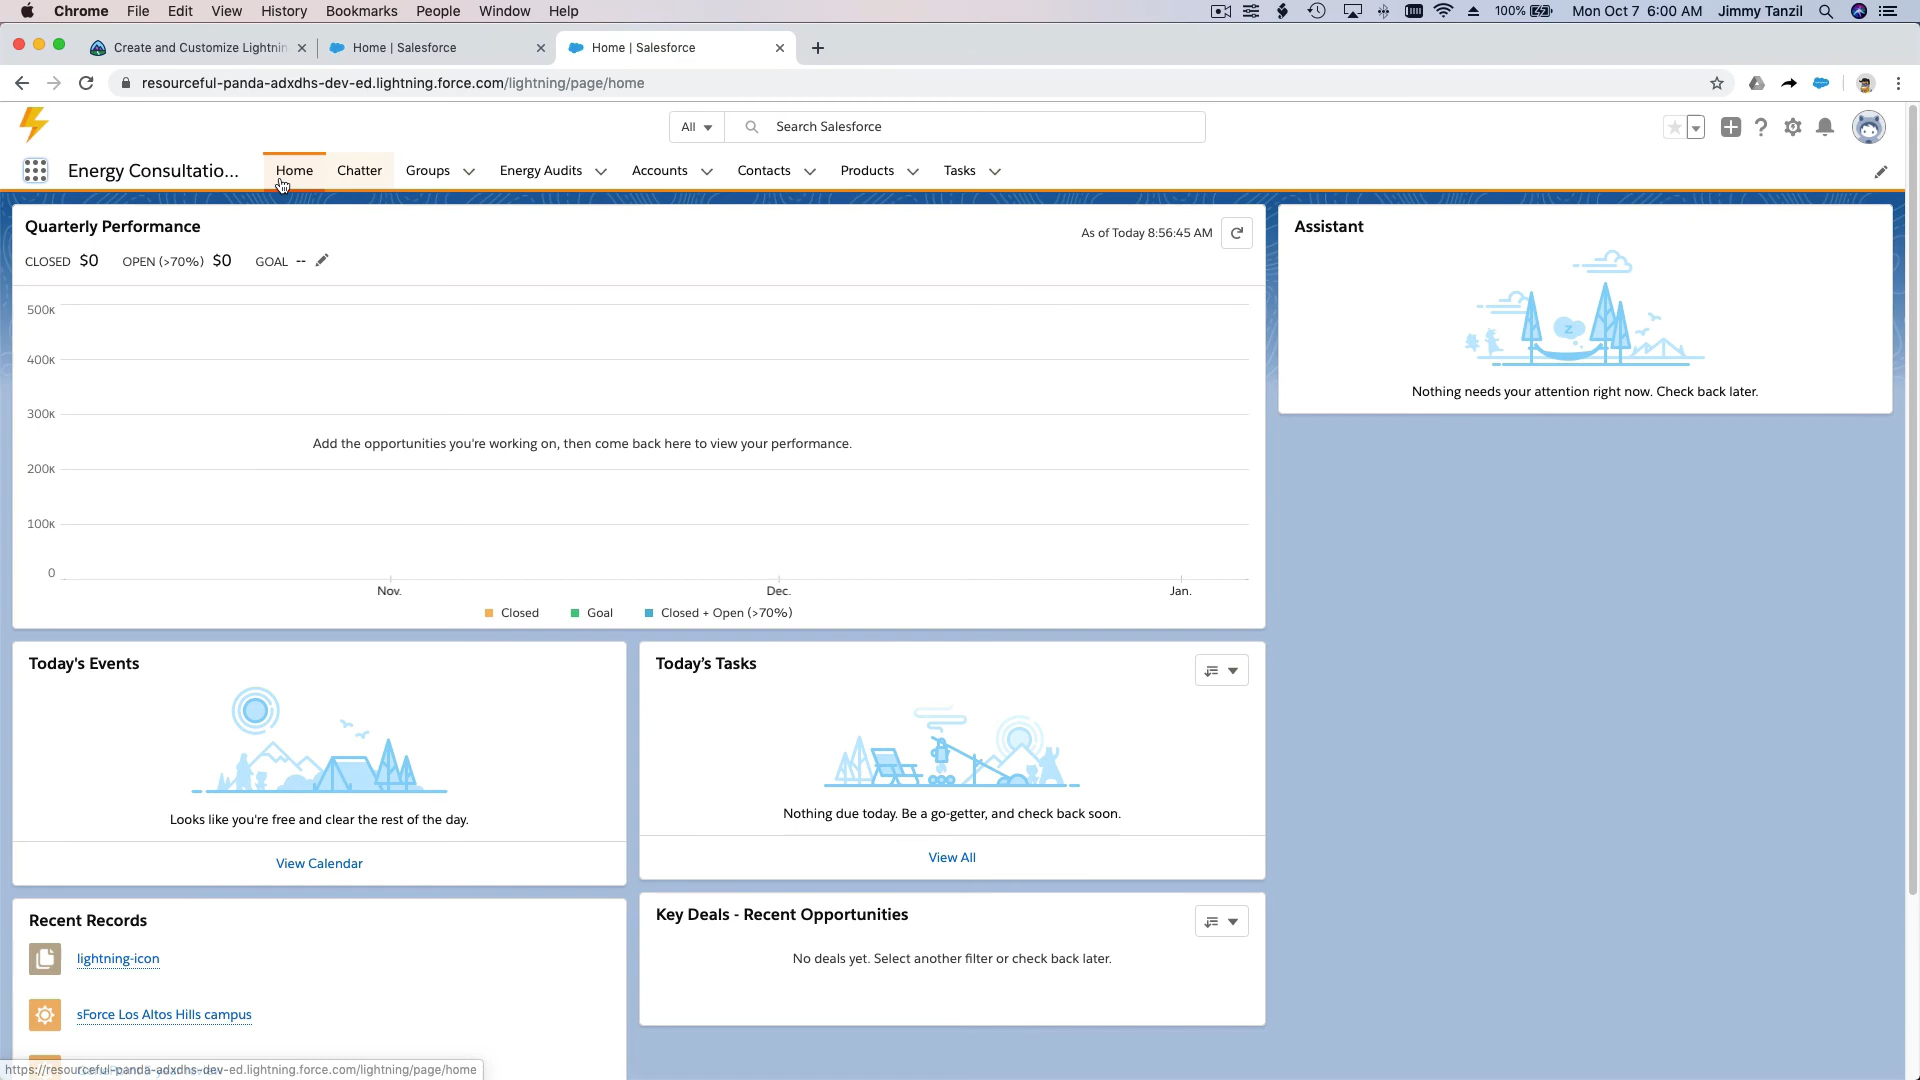 Chrome File Edit View History Bookmarks People Window Help 100% Mon Oct 7 6:00 AM Jimmy Tanzil
Create and Customize Lightnin Home | Salesforce Home | Salesforce
resourceful-panda-adxdhs-dev-ed.lightning.force.com/lightning/page/home
All Search Salesforce
Energy Consultatio... Home Chatter Groups Energy Audits Accounts Contacts Products Tasks
Quarterly Performance
As of Today 8:56:45 AM
CLOSED $0 OPEN (>70%) $0 GOAL --
500K
400K
300K
Add the opportunities you're working on, then come back here to view your performance.
200K
100K
0
Nov. Dec. Jan.
Closed Goal Closed + Open (>70%)
Assistant
z
Nothing needs your attention right now. Check back later.
Today's Events
Looks like you're free and clear the rest of the day.
View Calendar
Today’s Tasks
Nothing due today. Be a go-getter, and check back soon.
View All
Recent Records
lightning-icon
sForce Los Altos Hills campus
Key Deals - Recent Opportunities
No deals yet. Select another filter or check back later.
https://resourceful-panda-adxdhs-dev-ed.lightning.force.com/lightning/page/home